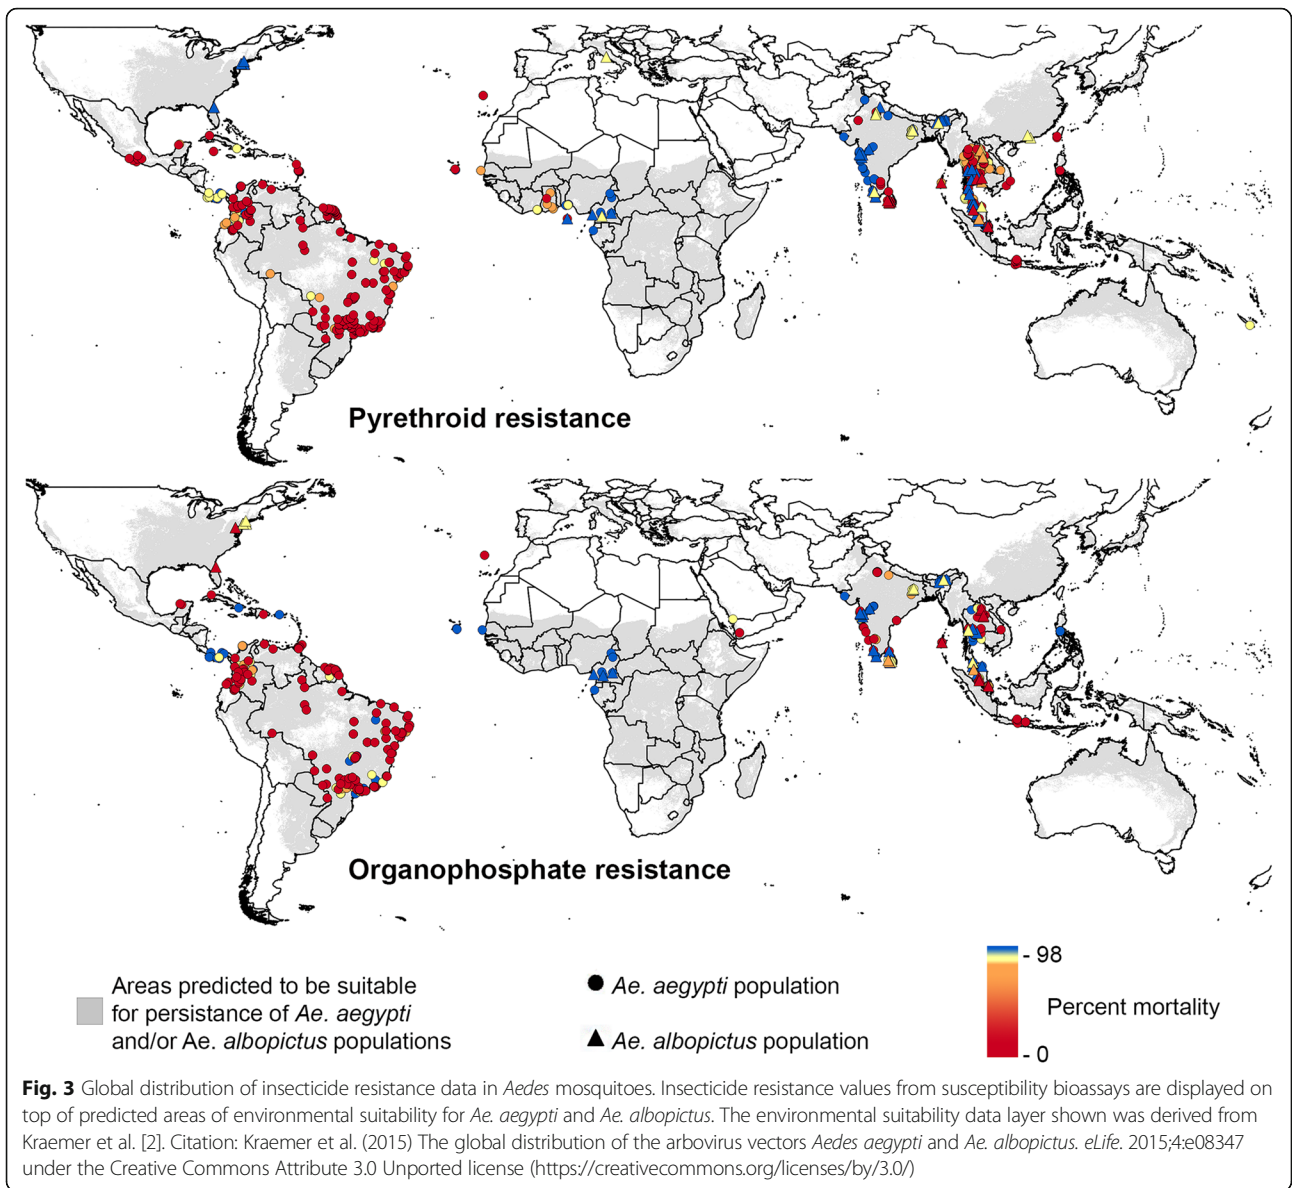 Pyrethroid resistance
Organophosphate resistance
Areas predicted to be suitable
for persistance of Ae. aegypti
and/or Ae. albopictus populations
Ae. aegypti population
Ae. albopictus population
- 98
Percent mortality
- 0
Fig. 3 Global distribution of insecticide resistance data in Aedes mosquitoes. Insecticide resistance values from susceptibility bioassays are displayed on
top of predicted areas of environmental suitability for Ae. aegypti and Ae. albopictus. The environmental suitability data layer shown was derived from
Kraemer et al. [2]. Citation: Kraemer et al. (2015) The global distribution of the arbovirus vectors Aedes aegypti and Ae. albopictus. eLife. 2015;4:e08347
under the Creative Commons Attribute 3.0 Unported license (https://creativecommons.org/licenses/by/3.0/)